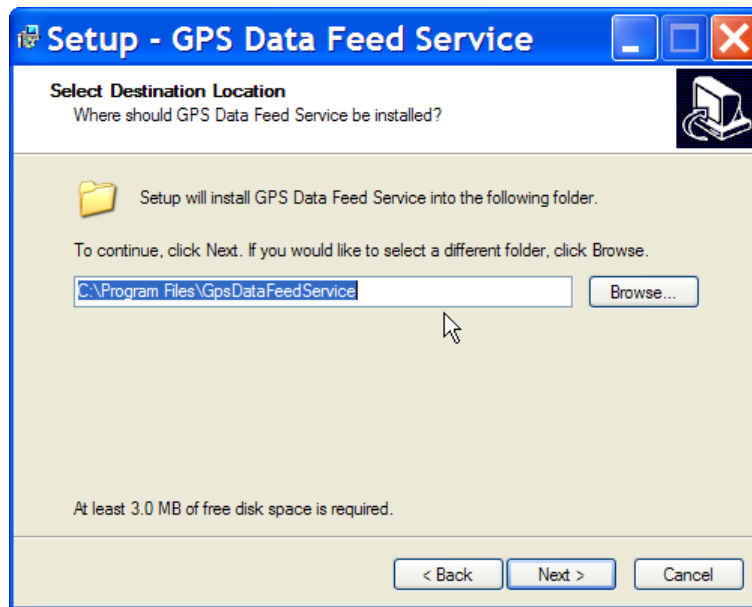 Setup - GPS Data Feed Service
Select Destination Location
Where should GPS Data Feed Service be installed?
Setup will install GPS Data Feed Service into the following folder.
To continue, click Next. If you would like to select a different folder, click Browse.
C:\Program Files\GpsDataFeedService
Browse...
At least 3.0 MB of free disk space is required.
< Back Next > Cancel